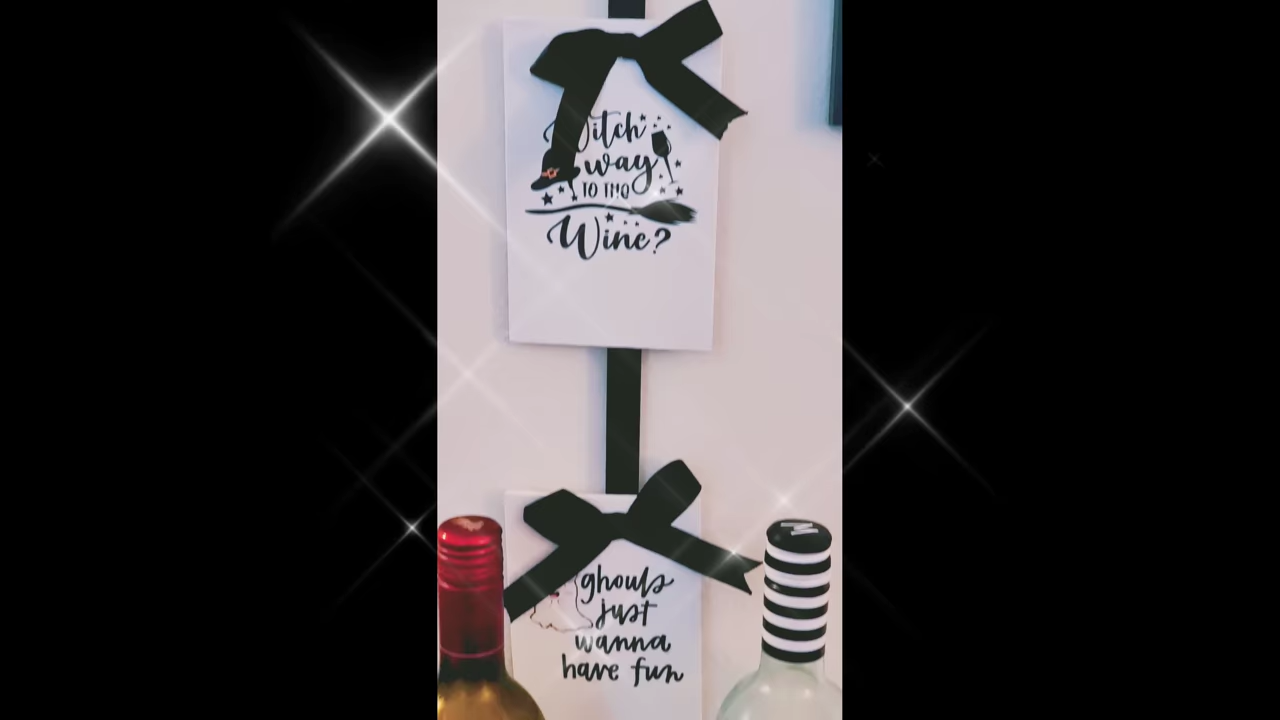 Witch
way
TO THE
Wine?
ghouls
just
wanna
have fun
M